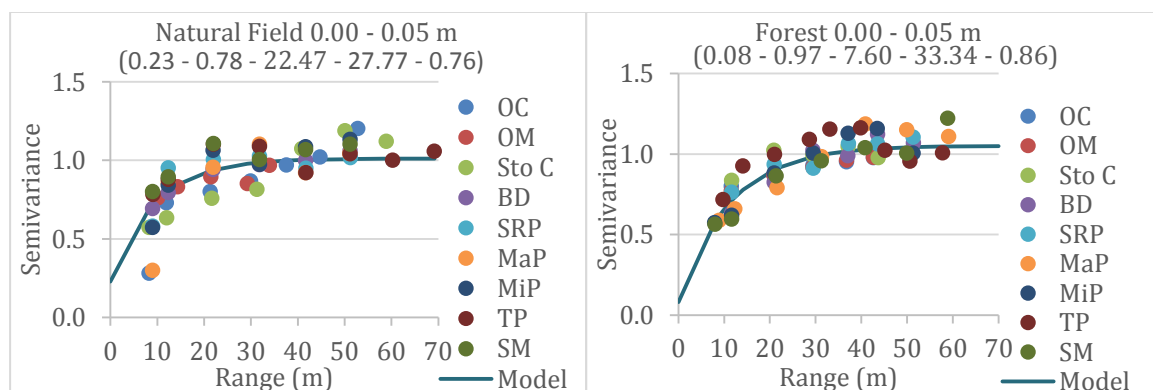 Natural Field 0.00 - 0.05 m
(0.23 - 0.78 - 22.47 - 27.77 - 0.76)
1.5
1.0
0.5
0.0
Semivariance
0 10 20 30 40 50 60 70
Range (m)
OC
OM
Sto C
BD
SRP
MaP
MiP
TP
SM
Model
Forest 0.00 - 0.05 m
(0.08 - 0.97 - 7.60 - 33.34 - 0.86)
1.5
1.0
0.5
0.0
Semivariance
0 10 20 30 40 50 60 70
Range (m)
OC
OM
Sto C
BD
SRP
MaP
MiP
TP
SM
Model